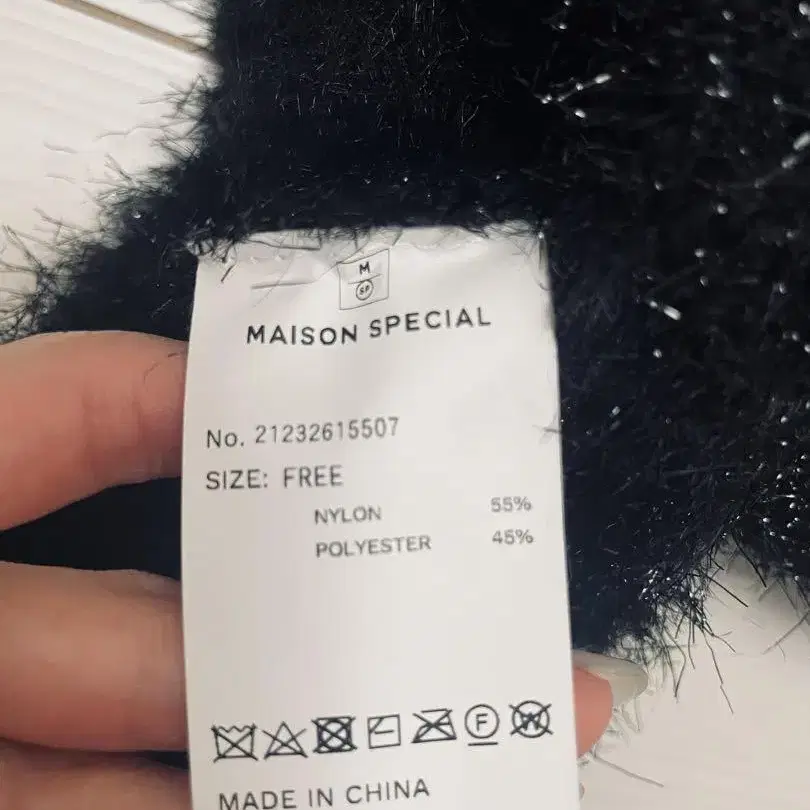 M
SP
MAISON SPECIAL
No. 21232615507
SIZE: FREE
NYLON 55%
POLYESTER 45%
F
W
MADE IN CHINA